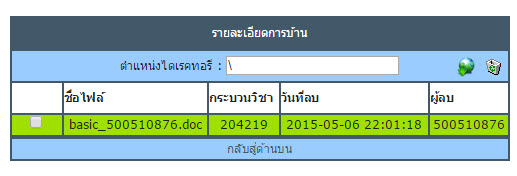 รายละเอียดการบ้าน
ตำแหน่งไดเรคทอรี : \
ชื่อไฟล์ กระบวนวิชา วันที่ลบ ผู้ลบ
basic_500510876.doc 204219 2015-05-06 22:01:18 500510876
กลับสู่ด้านบน